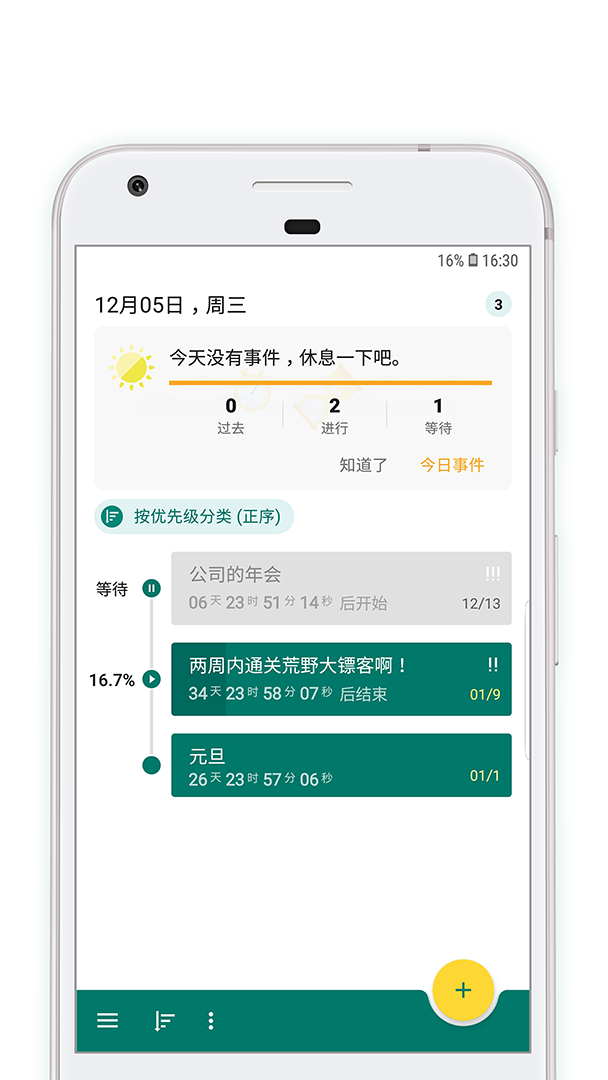 16% 16:30
12月05日，周三 3
今天没有事件，休息一下吧。
0 2 1
过去 进行 等待
知道了 今日事件
按优先级分类 (正序)
公司的年会 !!!
等待
06天 23时 51分 14秒 后开始 12/13
两周内通关荒野大镖客啊！ !!
16.7%
34天 23时 58分 07秒 后结束 01/9
元旦
26天 23时 57分 06秒 01/1
+